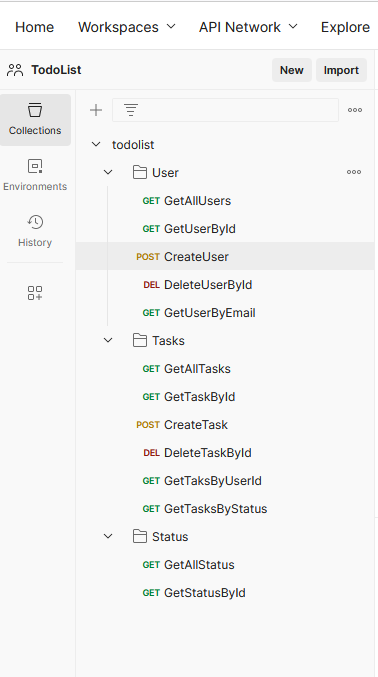 Home Workspaces API Network Explore
TodoList New Import
Collections
Environments
History
todolist
User
GET GetAllUsers
GET GetUserById
POST CreateUser
DEL DeleteUserById
GET GetUserByEmail
Tasks
GET GetAllTasks
GET GetTaskById
POST CreateTask
DEL DeleteTaskById
GET GetTaksByUserId
GET GetTasksByStatus
Status
GET GetAllStatus
GET GetStatusById